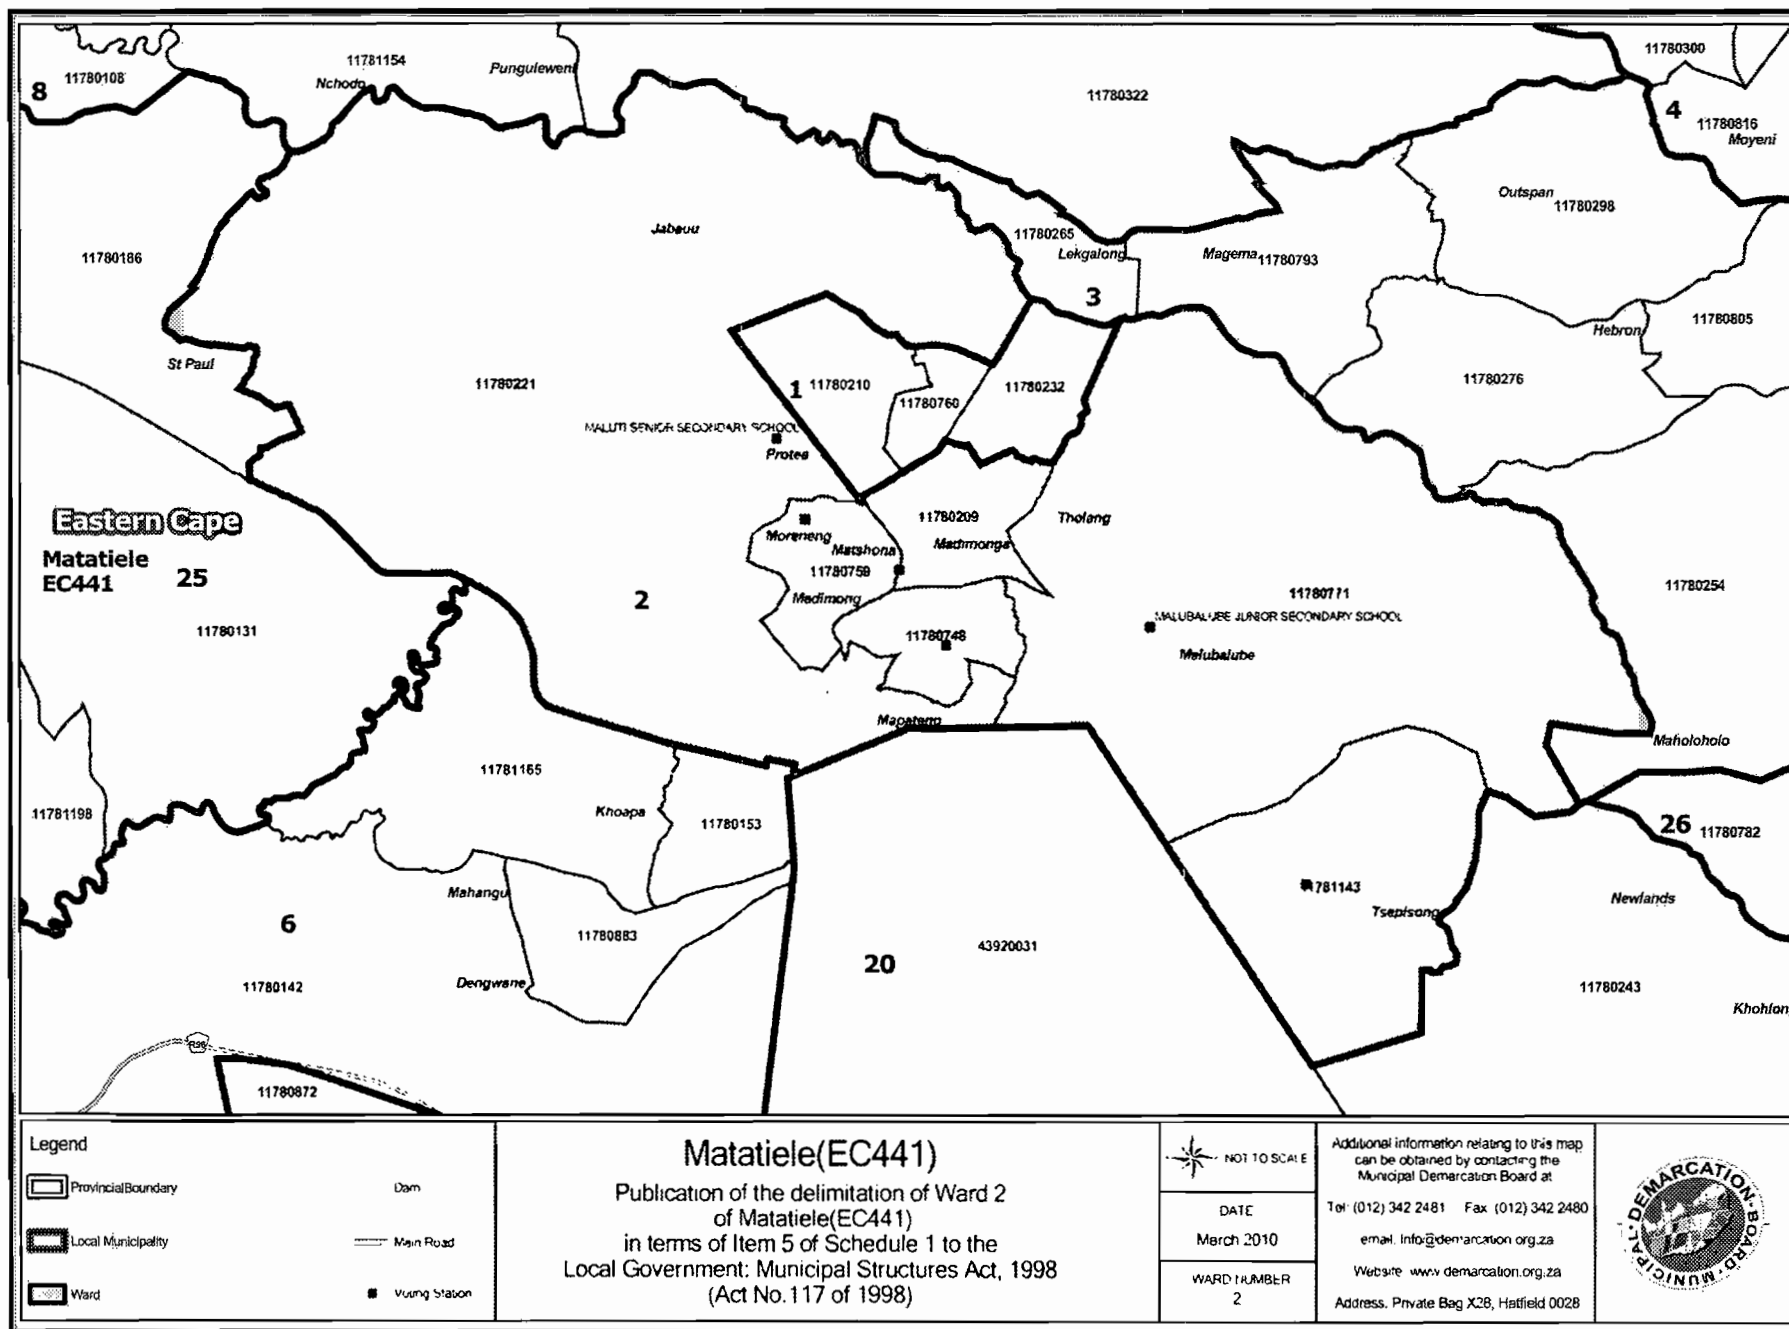 11780108
8
11781154
Nchodo
Punguleweni
11780322
11780300
4
11780816
Moyeni
Outspan
11780298
11780186
Jabauu
11780265
Lekgalong
Magema
11780793
3
11780805
Hebron
St Paul
11780221
1
11780210
11780760
11780232
11780276
MALUTI SENIOR SECONDARY SCHOOL
Protea
11780209
Madimonga
Tholang
Moreneng
Matshona
11780759
Madimong
Eastern Cape
Matatiele
EC441
25
2
11780131
11780771
11780254
MALUBALUBE JUNIOR SECONDARY SCHOOL
Malubalube
11780748
Mapateng
Maholoholo
11781165
Khoapa
11780153
11781198
26
11780782
Mahangu
11781143
Tsepisong
Newlands
6
11780883
20
43920031
11780142
Dengwane
11780243
Khohlong
11780872
Legend
Provincial Boundary
Dam
Local Municipality
Main Road
Ward
Voting Station
Matatiele(EC441)
Publication of the delimitation of Ward 2
of Matatiele(EC441)
in terms of Item 5 of Schedule 1 to the
Local Government: Municipal Structures Act, 1998
(Act No.117 of 1998)
NOT TO SCALE
DATE
March 2010
WARD NUMBER
2
Additional information relating to this map
can be obtained by contacting the
Municipal Demarcation Board at
Tel: (012) 342 2481 Fax (012) 342 2480
email. info@demarcation.org.za
Website www.demarcation.org.za
Address. Private Bag X28, Hatfield 0028
MUNICIPAL DEMARCATION BOARD